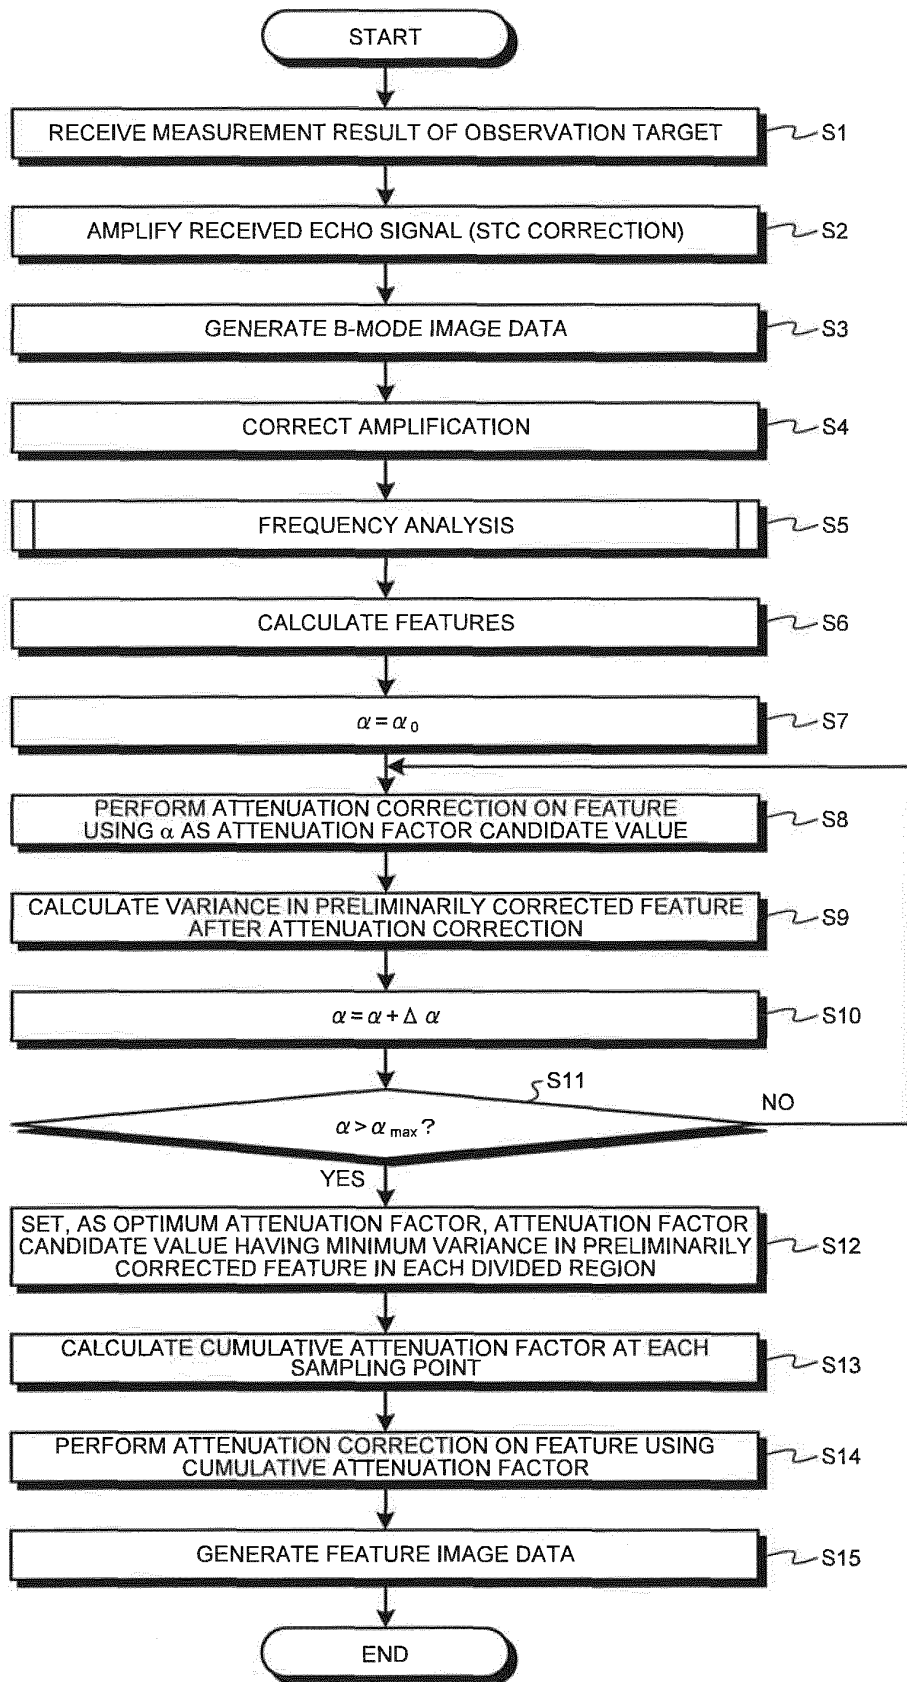 START
RECEIVE MEASUREMENT RESULT OF OBSERVATION TARGET
S1
AMPLIFY RECEIVED ECHO SIGNAL (STC CORRECTION)
S2
GENERATE B-MODE IMAGE DATA
S3
CORRECT AMPLIFICATION
S4
FREQUENCY ANALYSIS
S5
CALCULATE FEATURES
S6
α = α₀
S7
PERFORM ATTENUATION CORRECTION ON FEATURE
USING α AS ATTENUATION FACTOR CANDIDATE VALUE
S8
CALCULATE VARIANCE IN PRELIMINARILY CORRECTED FEATURE
AFTER ATTENUATION CORRECTION
S9
α = α + Δ α
S10
S11
α > α max ?
NO
YES
SET, AS OPTIMUM ATTENUATION FACTOR, ATTENUATION FACTOR
CANDIDATE VALUE HAVING MINIMUM VARIANCE IN PRELIMINARILY
CORRECTED FEATURE IN EACH DIVIDED REGION
S12
CALCULATE CUMULATIVE ATTENUATION FACTOR AT EACH
SAMPLING POINT
S13
PERFORM ATTENUATION CORRECTION ON FEATURE USING
CUMULATIVE ATTENUATION FACTOR
S14
GENERATE FEATURE IMAGE DATA
S15
END